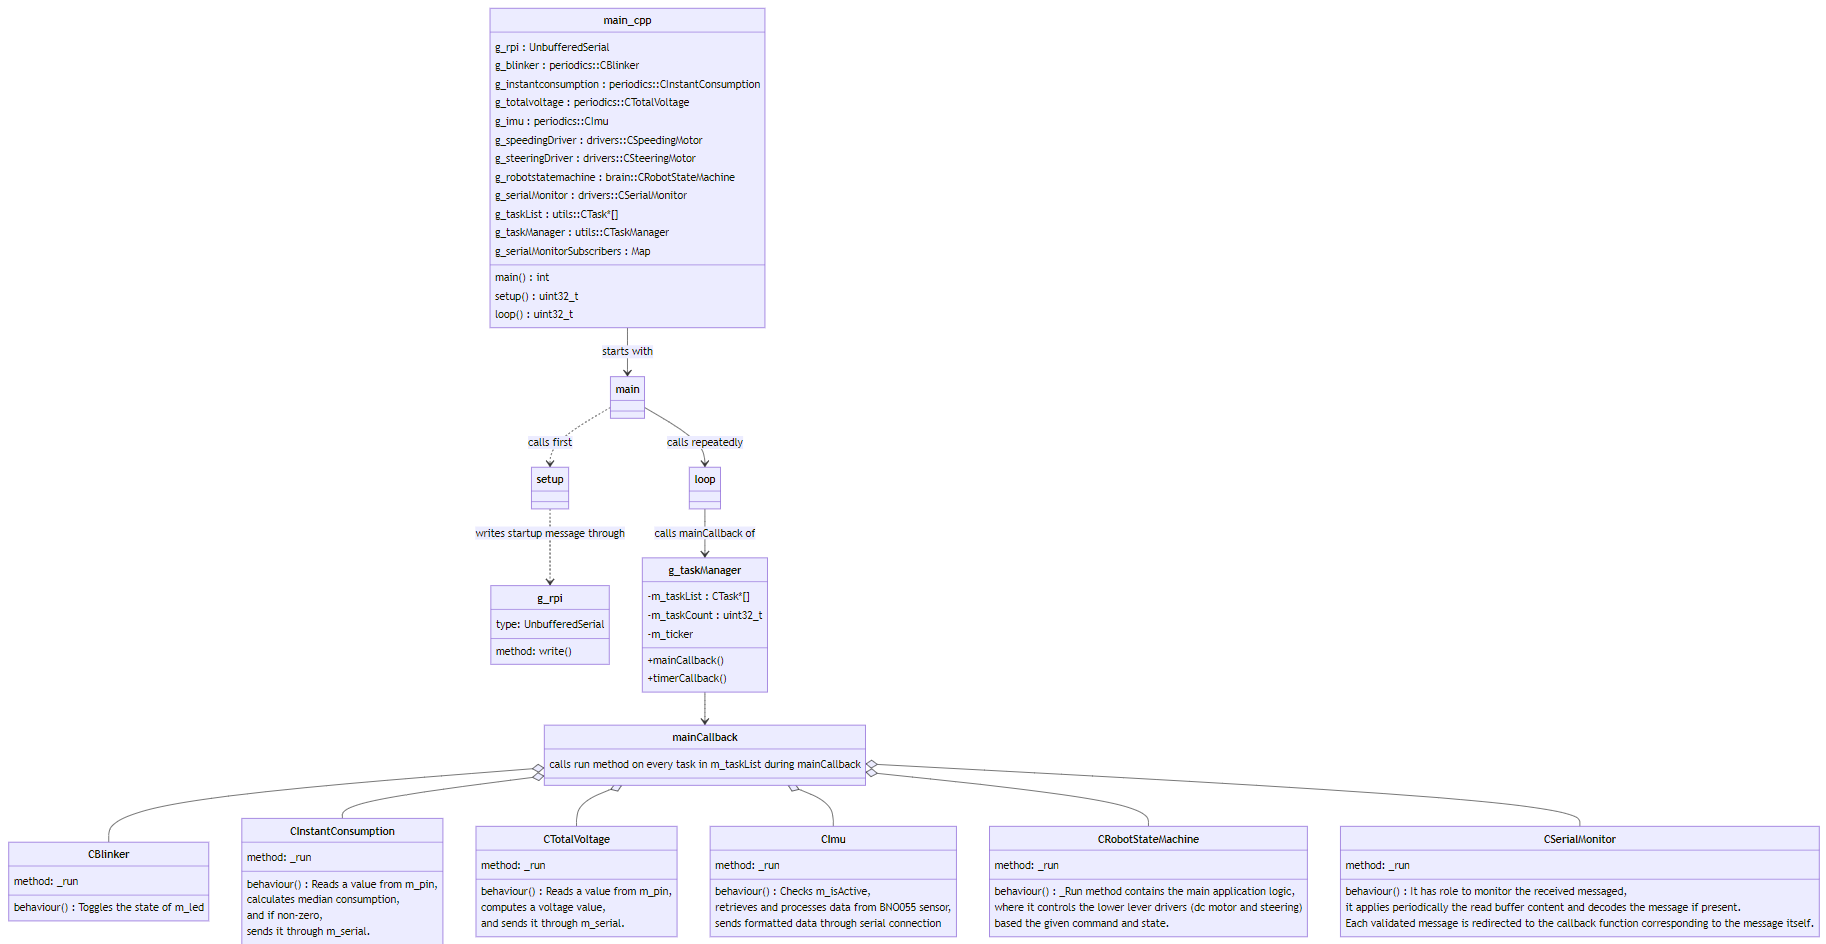 main_cpp
g_rpi : UnbufferedSerial
g_blinker : periodics::CBlinker
g_instantconsumption : periodics::CInstantConsumption
g_totalvoltage : periodics::CTotalVoltage
g_imu : periodics::CImu
g_speedingDriver : drivers::CSpeedingMotor
g_steeringDriver : drivers::CSteeringMotor
g_robotstatemachine : brain::CRobotStateMachine
g_serialMonitor : drivers::CSerialMonitor
g_taskList : utils::CTask*[]
g_taskManager : utils::CTaskManager
g_serialMonitorSubscribers : Map
main() : int
setup() : uint32_t
loop() : uint32_t
starts with
main
calls first
calls repeatedly
setup
loop
writes startup message through
calls mainCallback of
g_rpi
type: UnbufferedSerial
method: write()
g_taskManager
-m_taskList : CTask*[]
-m_taskCount : uint32_t
-m_ticker
+mainCallback()
+timerCallback()
mainCallback
calls run method on every task in m_taskList during mainCallback
CBlinker
method: _run
behaviour() : Toggles the state of m_led
CInstantConsumption
method: _run
behaviour() : Reads a value from m_pin,
calculates median consumption,
and if non-zero,
sends it through m_serial.
CTotalVoltage
method: _run
behaviour() : Reads a value from m_pin,
computes a voltage value,
and sends it through m_serial.
CImu
method: _run
behaviour() : Checks m_isActive,
retrieves and processes data from BNO055 sensor,
sends formatted data through serial connection
CRobotStateMachine
method: _run
behaviour() : _Run method contains the main application logic,
where it controls the lower lever drivers (dc motor and steering)
based the given command and state.
CSerialMonitor
method: _run
behaviour() : It has role to monitor the received messaged,
it applies periodically the read buffer content and decodes the message if present.
Each validated message is redirected to the callback function corresponding to the message itself.